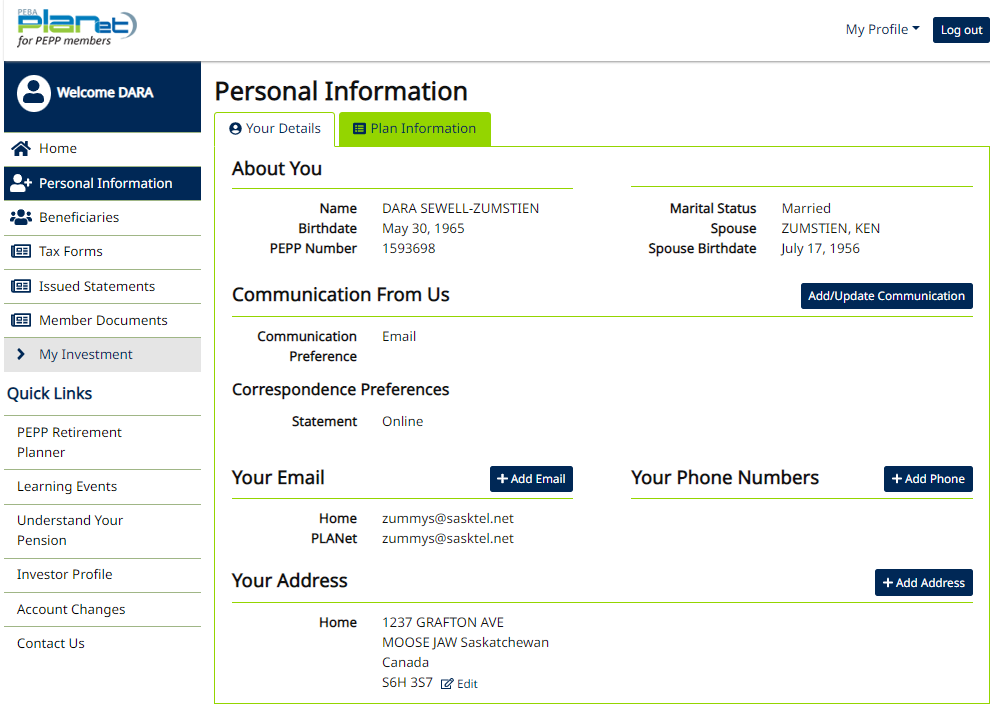 PEBA
planet
for PEPP members
My Profile
Log out
Welcome DARA
Home
Personal Information
Beneficiaries
Tax Forms
Issued Statements
Member Documents
My Investment
Quick Links
PEPP Retirement
Planner
Learning Events
Understand Your
Pension
Investor Profile
Account Changes
Contact Us
Personal Information
Your Details
Plan Information
About You
Name DARA SEWELL-ZUMSTIEN
Birthdate May 30, 1965
PEPP Number 1593698
Marital Status Married
Spouse ZUMSTIEN, KEN
Spouse Birthdate July 17, 1956
Communication From Us
Add/Update Communication
Communication Email
Preference
Correspondence Preferences
Statement Online
Your Email
+ Add Email
Home zummys@sasktel.net
PLANet zummys@sasktel.net
Your Phone Numbers
+ Add Phone
Your Address
+ Add Address
Home 1237 GRAFTON AVE
MOOSE JAW Saskatchewan
Canada
S6H 3S7 Edit